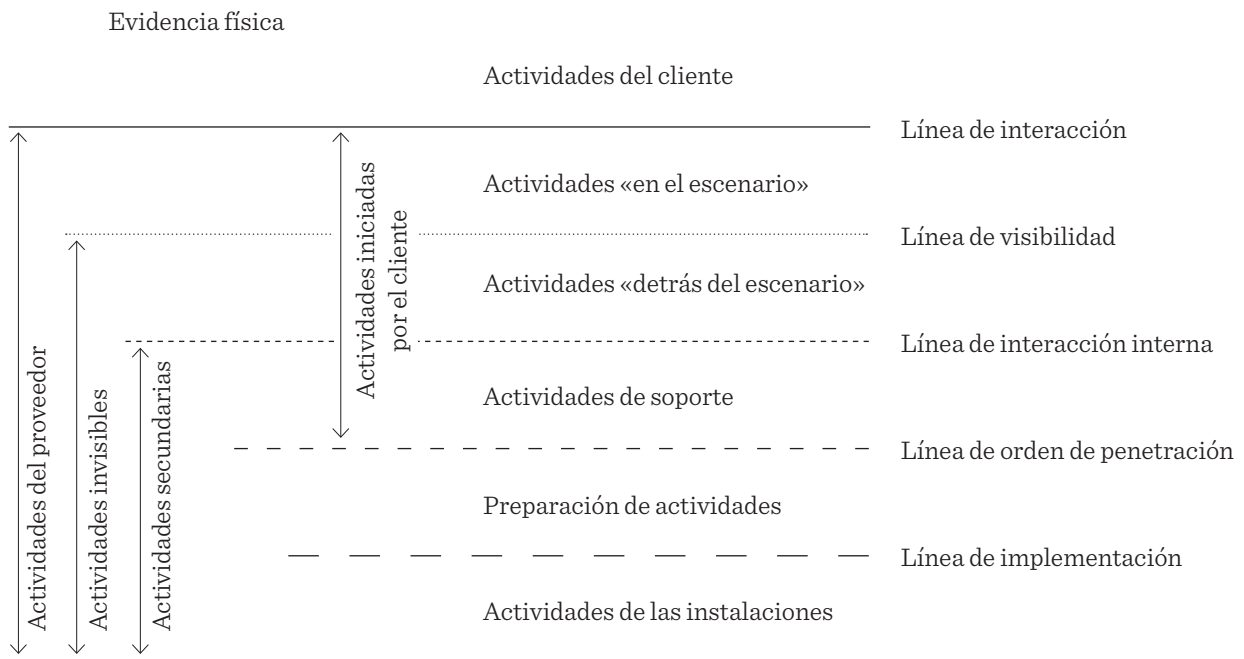 Evidencia física
Actividades del cliente
Línea de interacción
Actividades «en el escenario»
Línea de visibilidad
Actividades «detrás del escenario»
Línea de interacción interna
Actividades de soporte
Línea de orden de penetración
Preparación de actividades
Línea de implementación
Actividades de las instalaciones
Actividades del proveedor
Actividades invisibles
Actividades secundarias
Actividades iniciadas
por el cliente